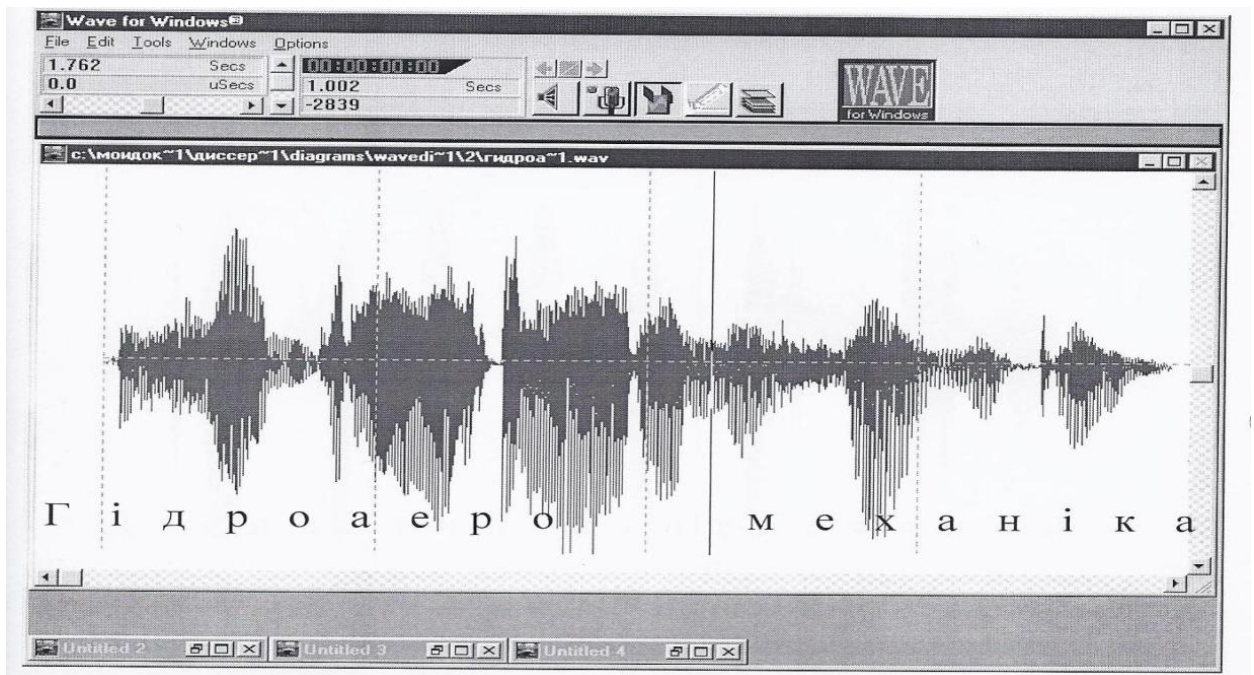 Wave for Windows®
File Edit Tools Windows Options
1.762 Secs 00:00:00:00
0.0 uSecs 1.002 Secs
-2839
WAVE
for Windows
c:\мондок~1\диссер~1\diagrams\wavedi~1\2\гидроа~1.wav
Гідроаеро механіка
Untitled 2 Untitled 3 Untitled 4